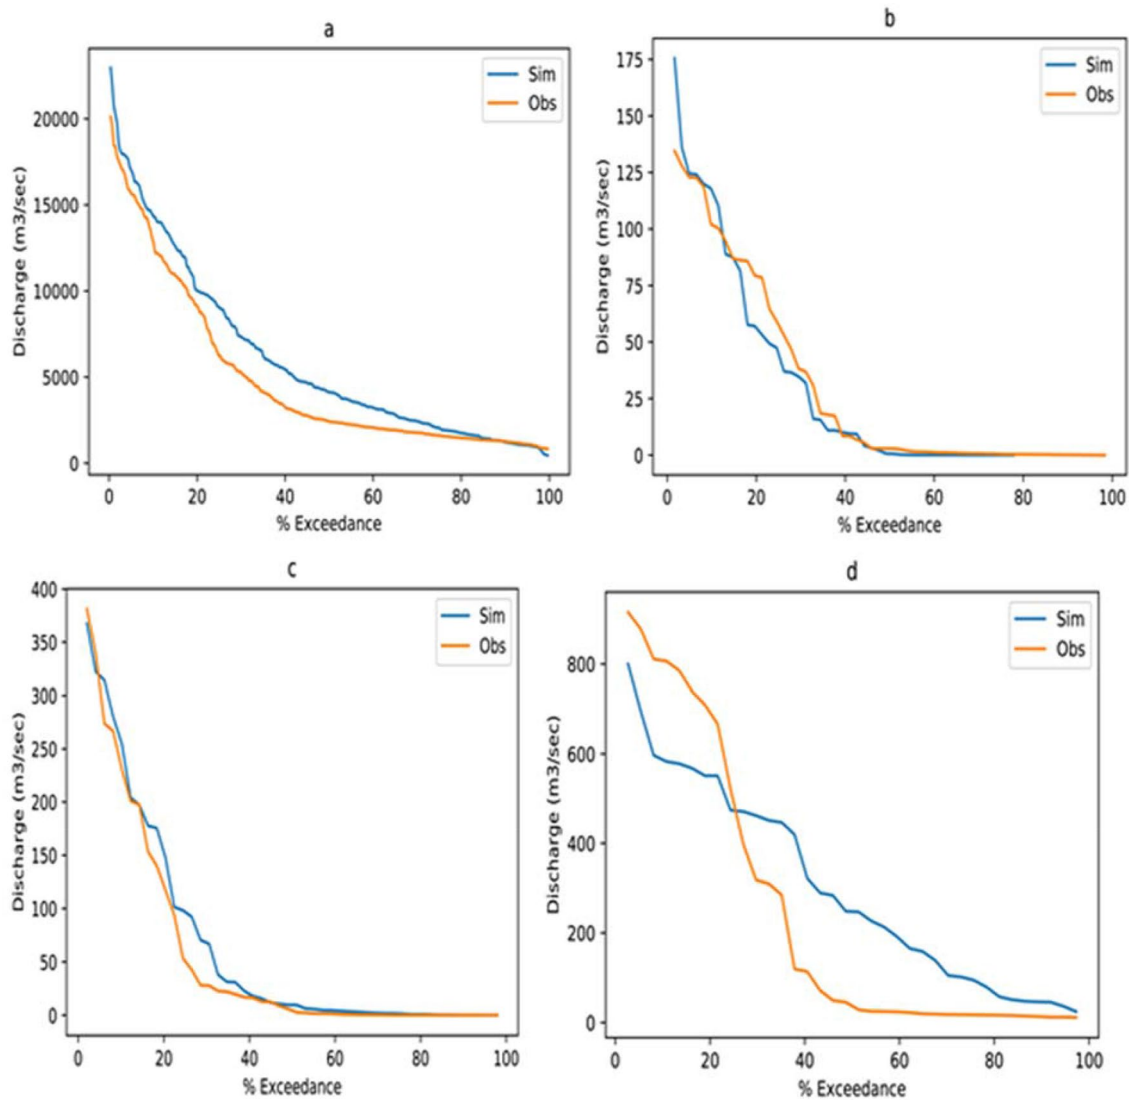 a
Sim
Obs
Discharge (m3/sec)
20000
15000
10000
5000
0
0 20 40 60 80 100
% Exceedance
b
Sim
Obs
Discharge (m3/sec)
175
150
125
100
75
50
25
0
0 20 40 60 80 100
% Exceedance
c
Sim
Obs
Discharge (m3/sec)
400
350
300
250
200
150
100
50
0
0 20 40 60 80 100
% Exceedance
d
Sim
Obs
Discharge (m3/sec)
800
600
400
200
0
0 20 40 60 80 100
% Exceedance